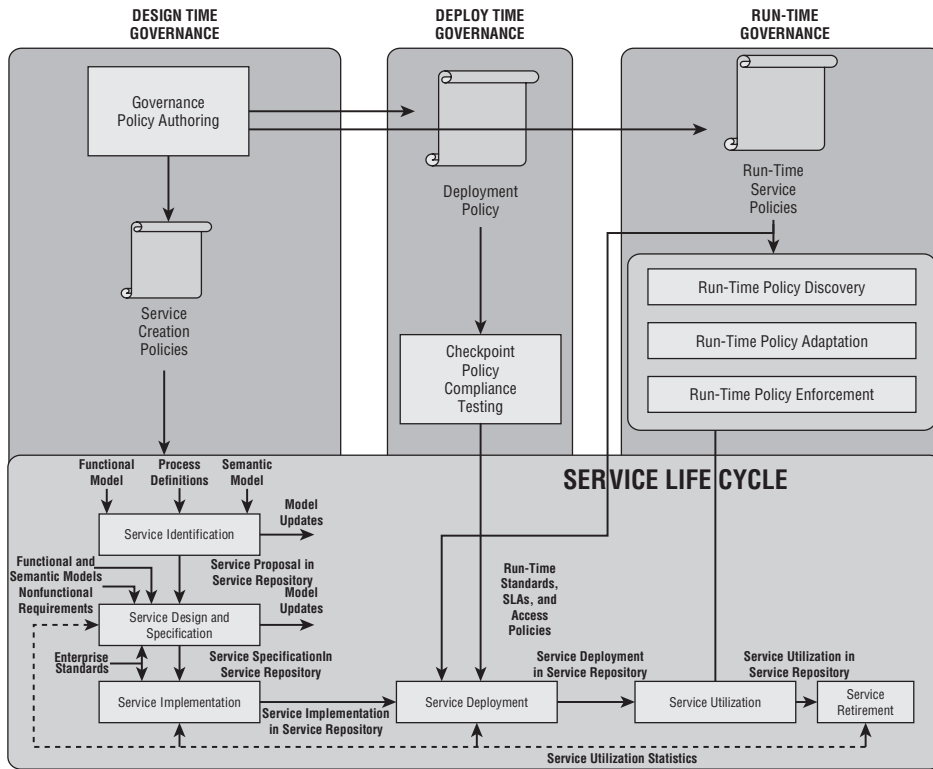 DESIGN TIME
GOVERNANCE
DEPLOY TIME
GOVERNANCE
RUN-TIME
GOVERNANCE
Governance
Policy Authoring
Service
Creation
Policies
Deployment
Policy
Checkpoint
Policy
Compliance
Testing
Run-Time
Service
Policies
Run-Time Policy Discovery
Run-Time Policy Adaptation
Run-Time Policy Enforcement
SERVICE LIFE CYCLE
Functional
Model
Process
Definitions
Semantic
Model
Model
Updates
Service Identification
Functional and
Semantic Models
Nonfunctional
Requirements
Service Proposal in
Service Repository
Model
Updates
Service Design and
Specification
Enterprise
Standards
Service SpecificationIn
Service Repository
Service Implementation
Service Implementation
in Service Repository
Run-Time
Standards,
SLAs, and
Access
Policies
Service Deployment
Service Deployment
in Service Repository
Service Utilization
Service Utilization in
Service Repository
Service
Retirement
Service Utilization Statistics